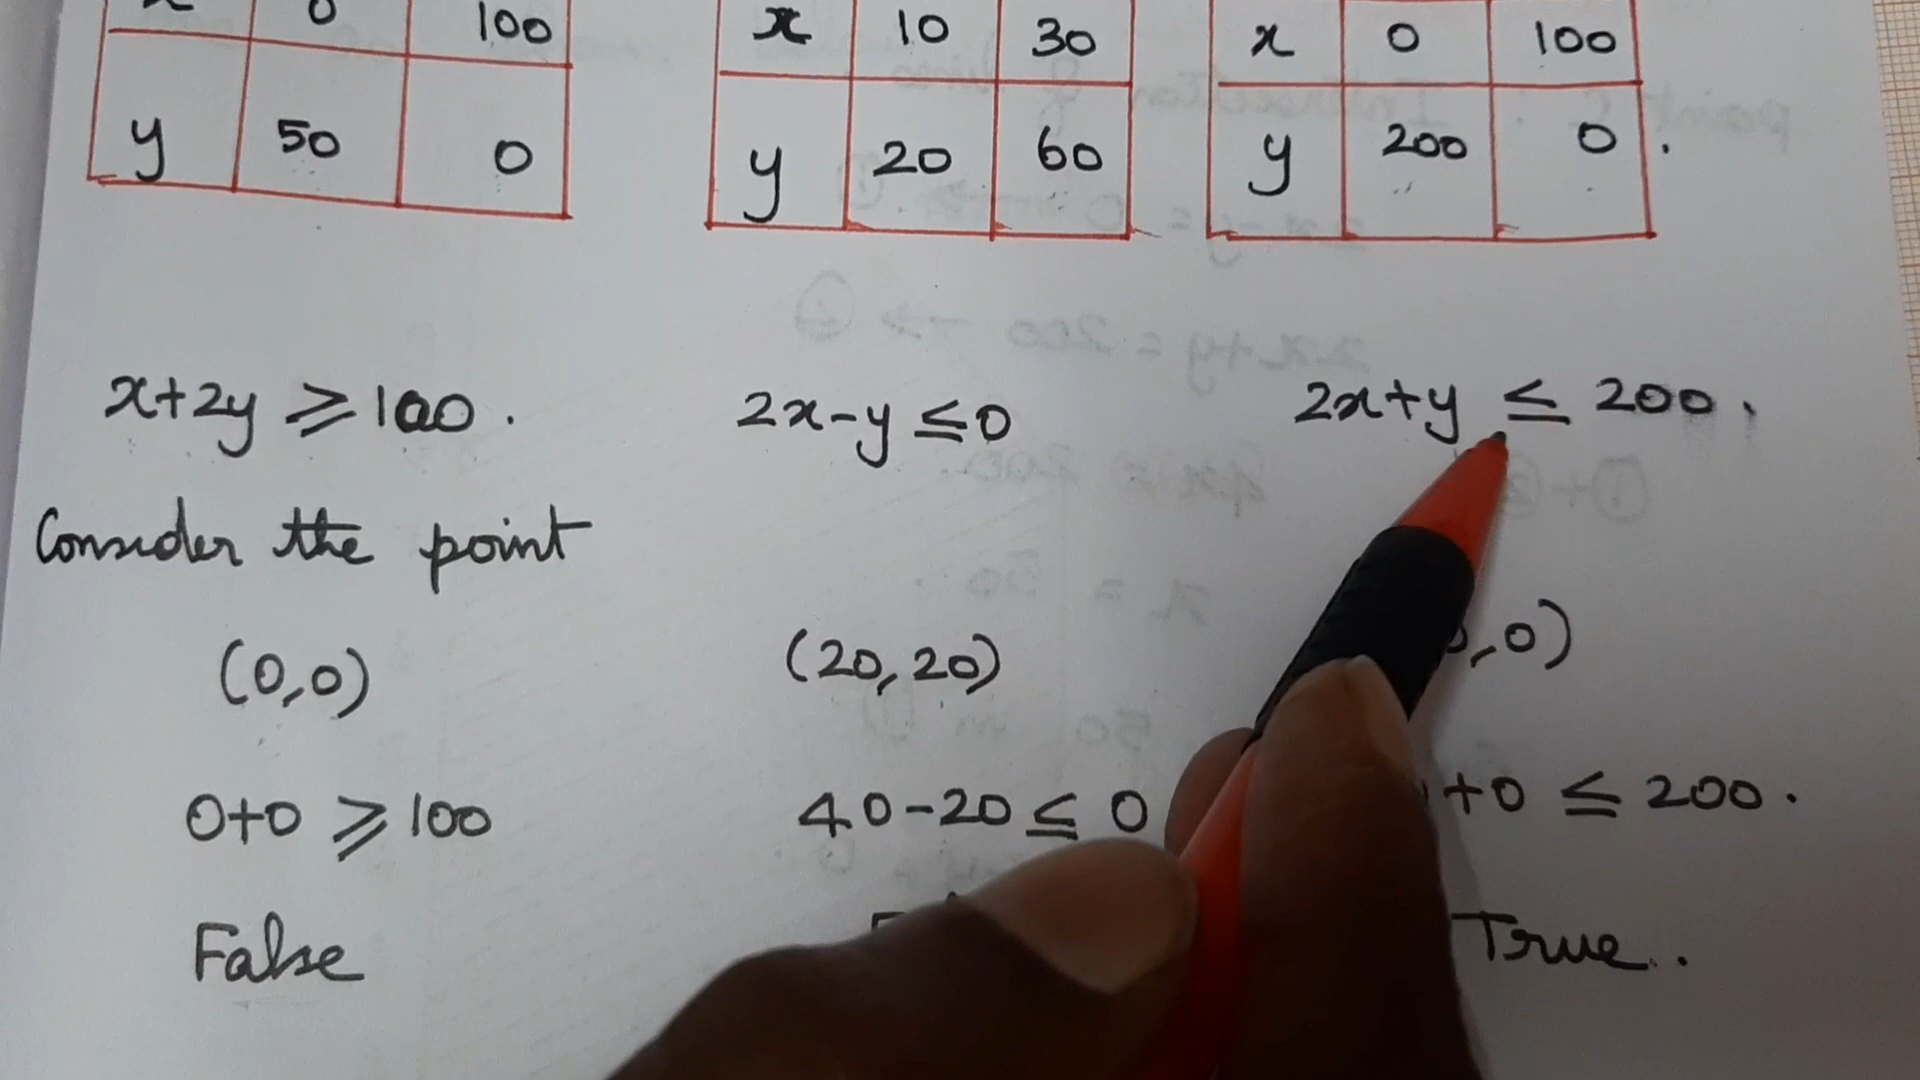 x 0 100
y 50 0
x 10 30
y 20 60
x 0 100
y 200 0 .
x+2y ≥ 100 .
2x-y ≤ 0
2x+y ≤ 200 .
Consider the point
(0,0)
(20, 20)
,0)
0+0 ≥ 100
40-20 ≤ 0
+0 ≤ 200 .
False
True ..